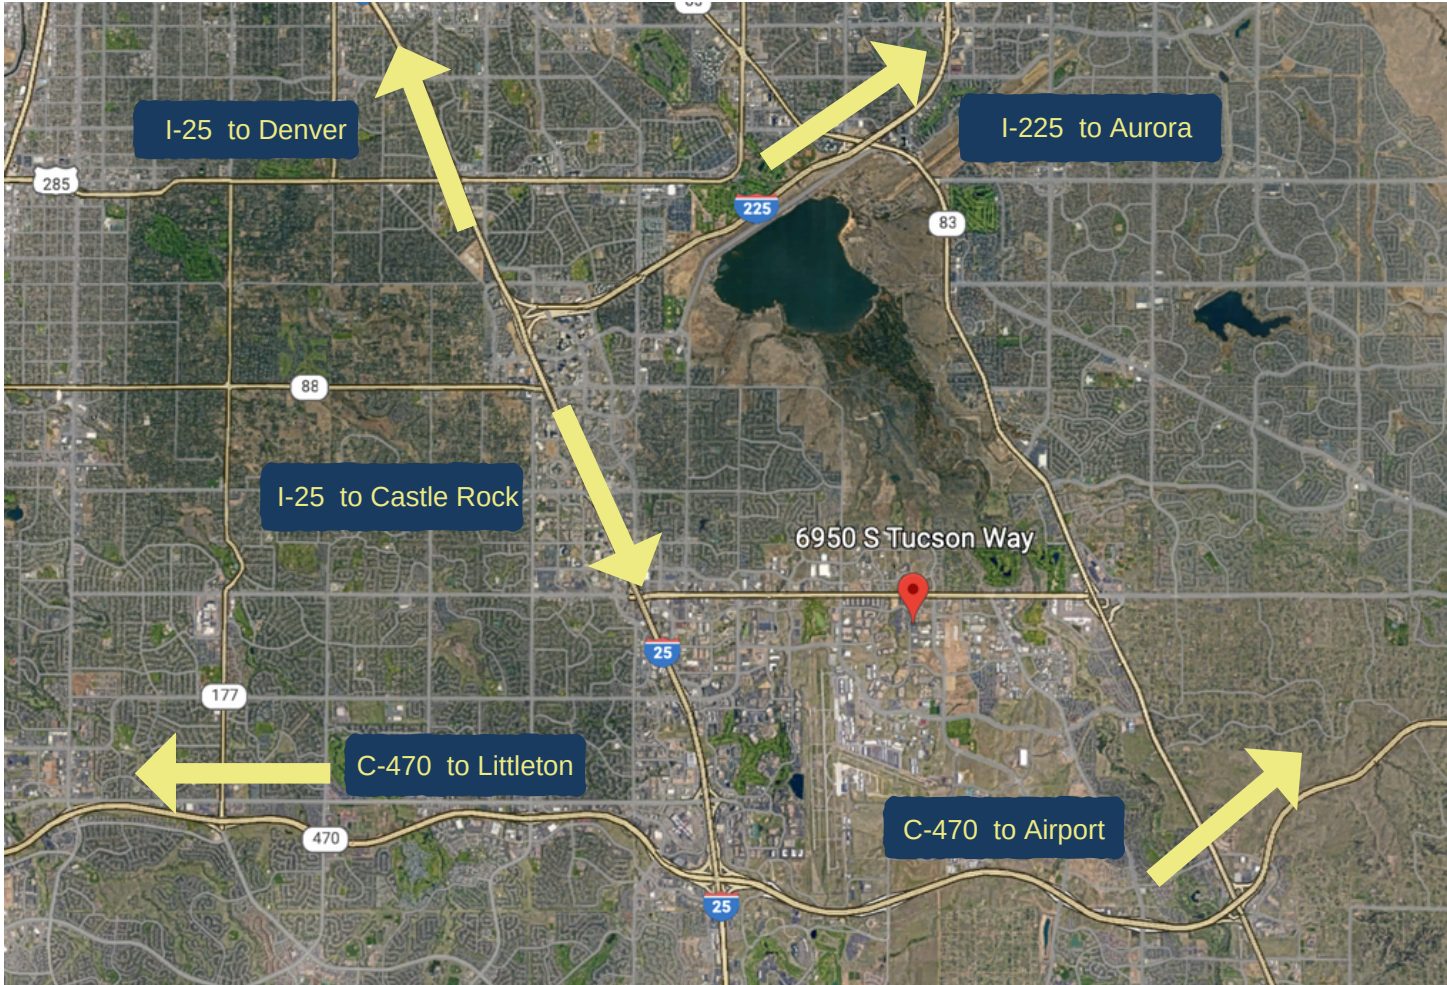 I-25 to Denver
I-225 to Aurora
285
225
83
88
I-25 to Castle Rock
6950 S Tucson Way
25
177
C-470 to Littleton
C-470 to Airport
470
25